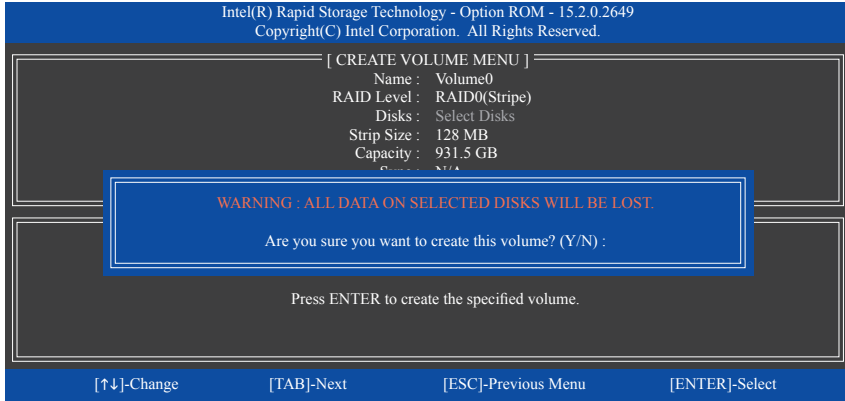 Intel(R) Rapid Storage Technology - Option ROM - 15.2.0.2649
Copyright(C) Intel Corporation.  All Rights Reserved.
[ CREATE VOLUME MENU ]
Name : Volume0
RAID Level : RAID0(Stripe)
Disks : Select Disks
Strip Size : 128 MB
Capacity : 931.5 GB
WARNING : ALL DATA ON SELECTED DISKS WILL BE LOST.
Are you sure you want to create this volume? (Y/N) :
Press ENTER to create the specified volume.
[↑↓]-Change [TAB]-Next [ESC]-Previous Menu [ENTER]-Select